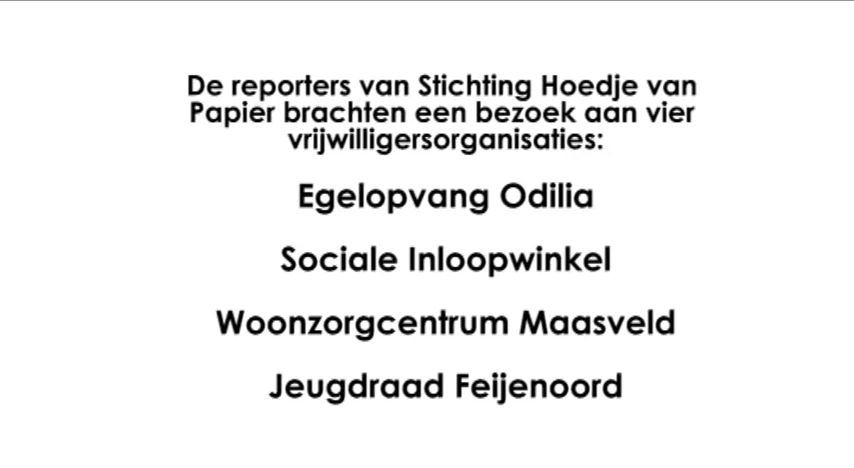 De reporters van Stichting Hoedje van
Papier brachten een bezoek aan vier
vrijwilligersorganisaties:
Egelopvang Odilia
Sociale Inloopwinkel
Woonzorgcentrum Maasveld
Jeugdraad Feijenoord